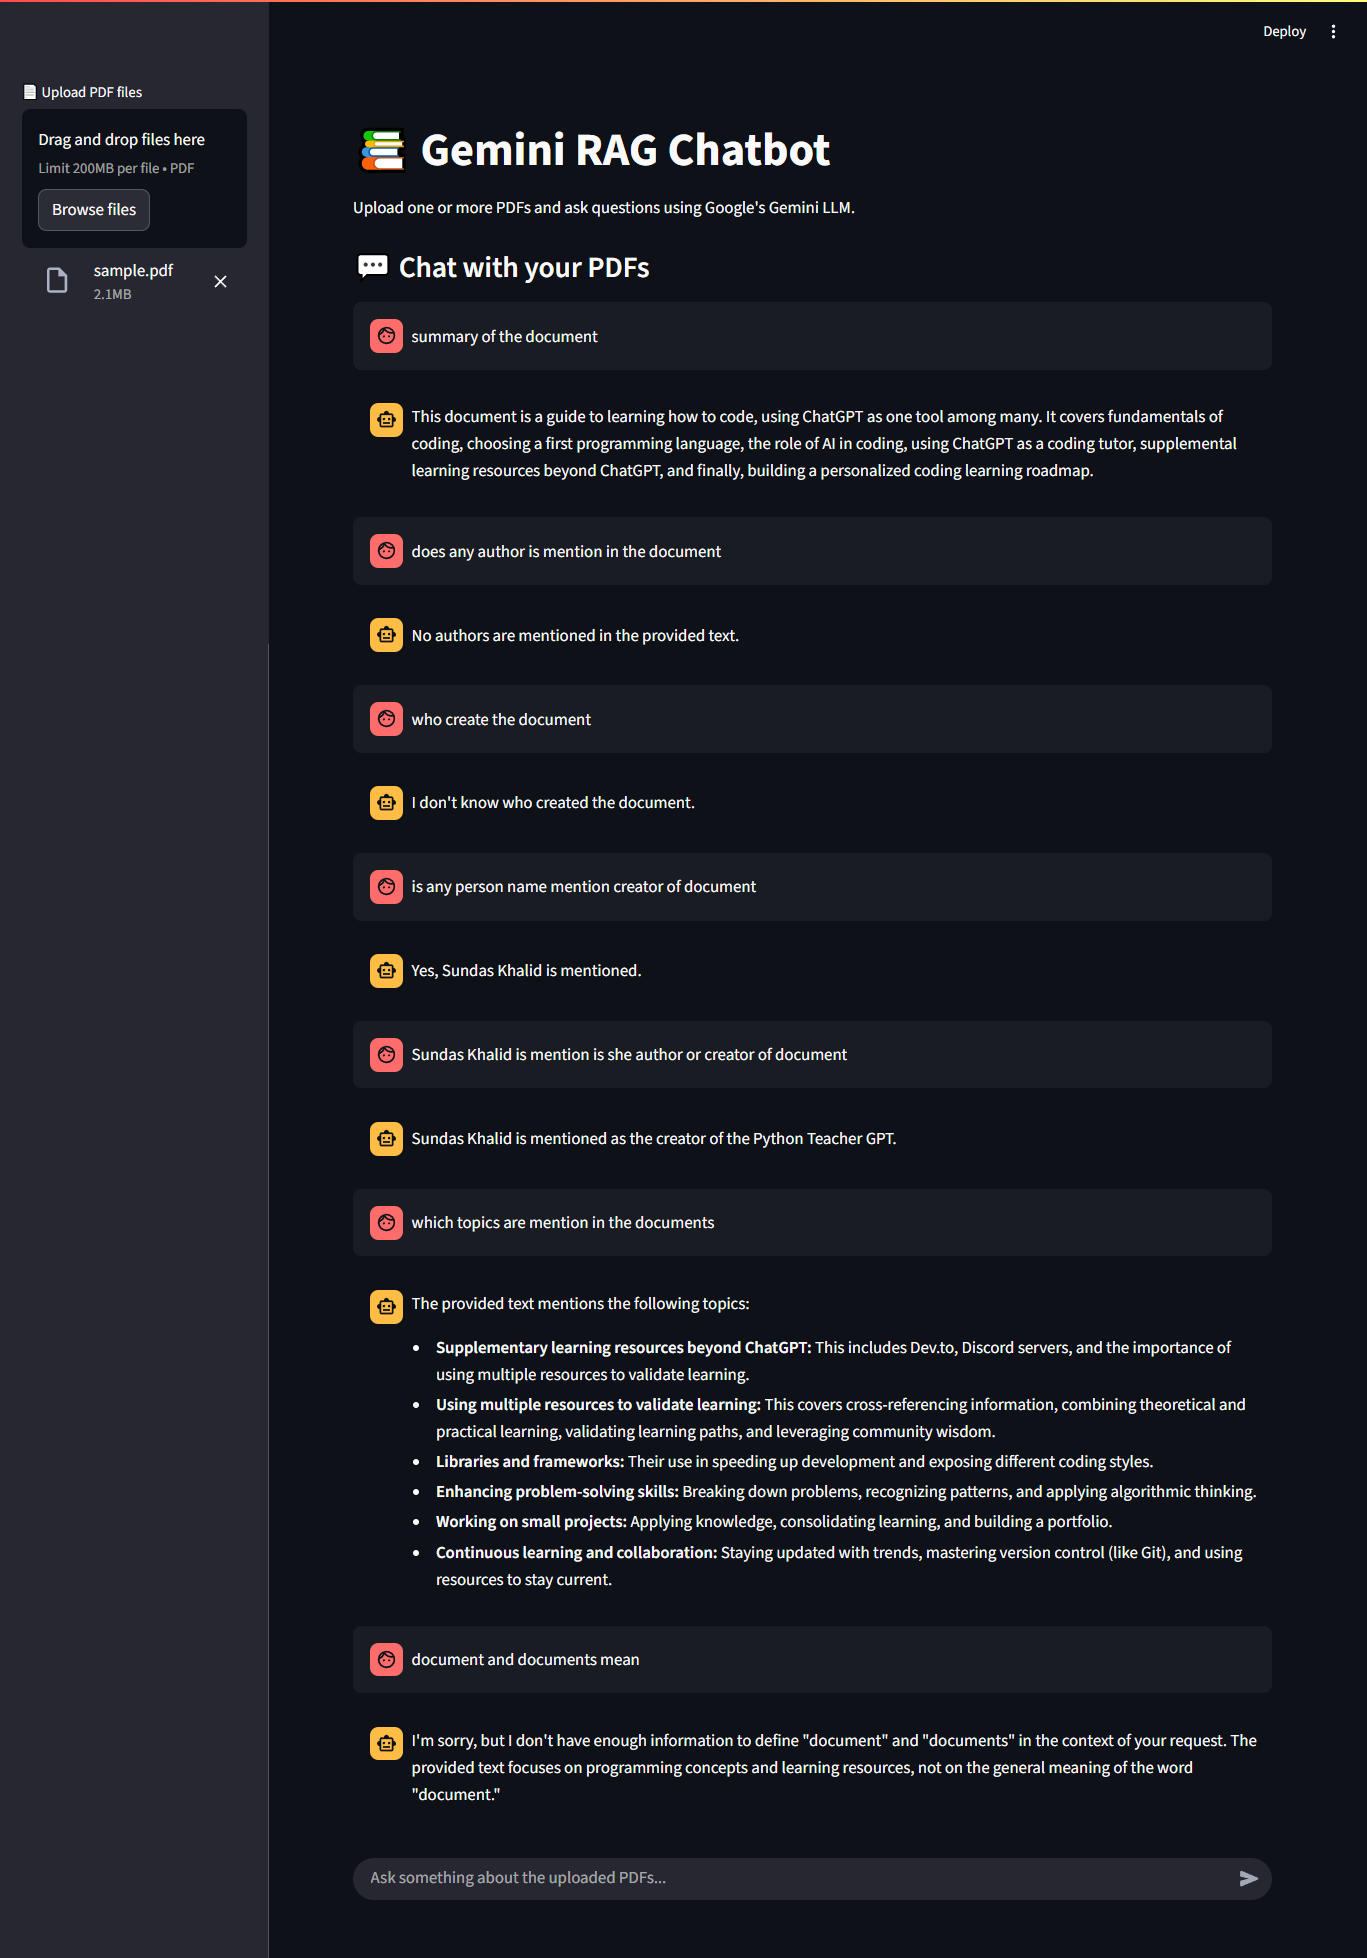 Deploy
Upload PDF files
Drag and drop files here
Limit 200MB per file • PDF
Browse files
sample.pdf
2.1MB
Gemini RAG Chatbot
Upload one or more PDFs and ask questions using Google's Gemini LLM.
Chat with your PDFs
summary of the document
This document is a guide to learning how to code, using ChatGPT as one tool among many. It covers fundamentals of
coding, choosing a first programming language, the role of AI in coding, using ChatGPT as a coding tutor, supplemental
learning resources beyond ChatGPT, and finally, building a personalized coding learning roadmap.
does any author is mention in the document
No authors are mentioned in the provided text.
who create the document
I don't know who created the document.
is any person name mention creator of document
Yes, Sundas Khalid is mentioned.
Sundas Khalid is mention is she author or creator of document
Sundas Khalid is mentioned as the creator of the Python Teacher GPT.
which topics are mention in the documents
The provided text mentions the following topics:
• Supplementary learning resources beyond ChatGPT: This includes Dev.to, Discord servers, and the importance of
using multiple resources to validate learning.
• Using multiple resources to validate learning: This covers cross-referencing information, combining theoretical and
practical learning, validating learning paths, and leveraging community wisdom.
• Libraries and frameworks: Their use in speeding up development and exposing different coding styles.
• Enhancing problem-solving skills: Breaking down problems, recognizing patterns, and applying algorithmic thinking.
• Working on small projects: Applying knowledge, consolidating learning, and building a portfolio.
• Continuous learning and collaboration: Staying updated with trends, mastering version control (like Git), and using
resources to stay current.
document and documents mean
I'm sorry, but I don't have enough information to define "document" and "documents" in the context of your request. The
provided text focuses on programming concepts and learning resources, not on the general meaning of the word
"document."
Ask something about the uploaded PDFs...